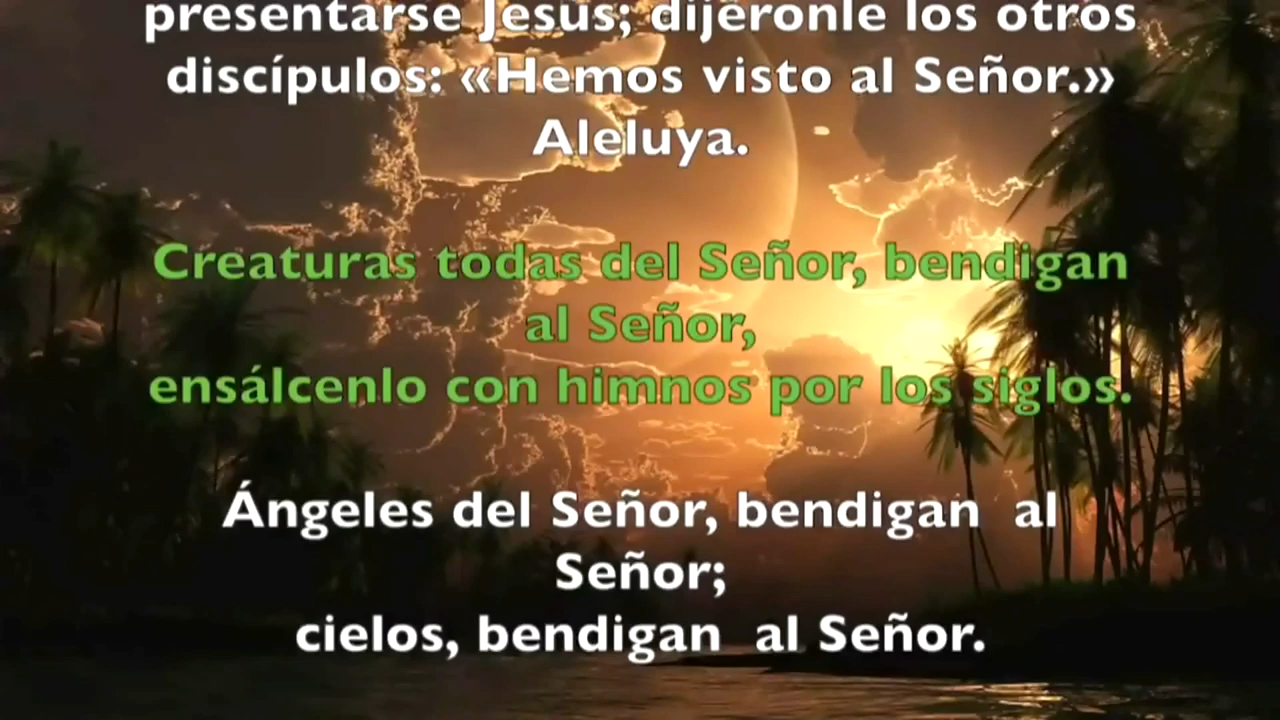 presentarse Jesús; dijéronle los otros
discípulos: «Hemos visto al Señor.»
Aleluya.
Creaturas todas del Señor, bendigan
al Señor,
ensálcenlo con himnos por los siglos.
Ángeles del Señor, bendigan al
Señor;
cielos, bendigan al Señor.